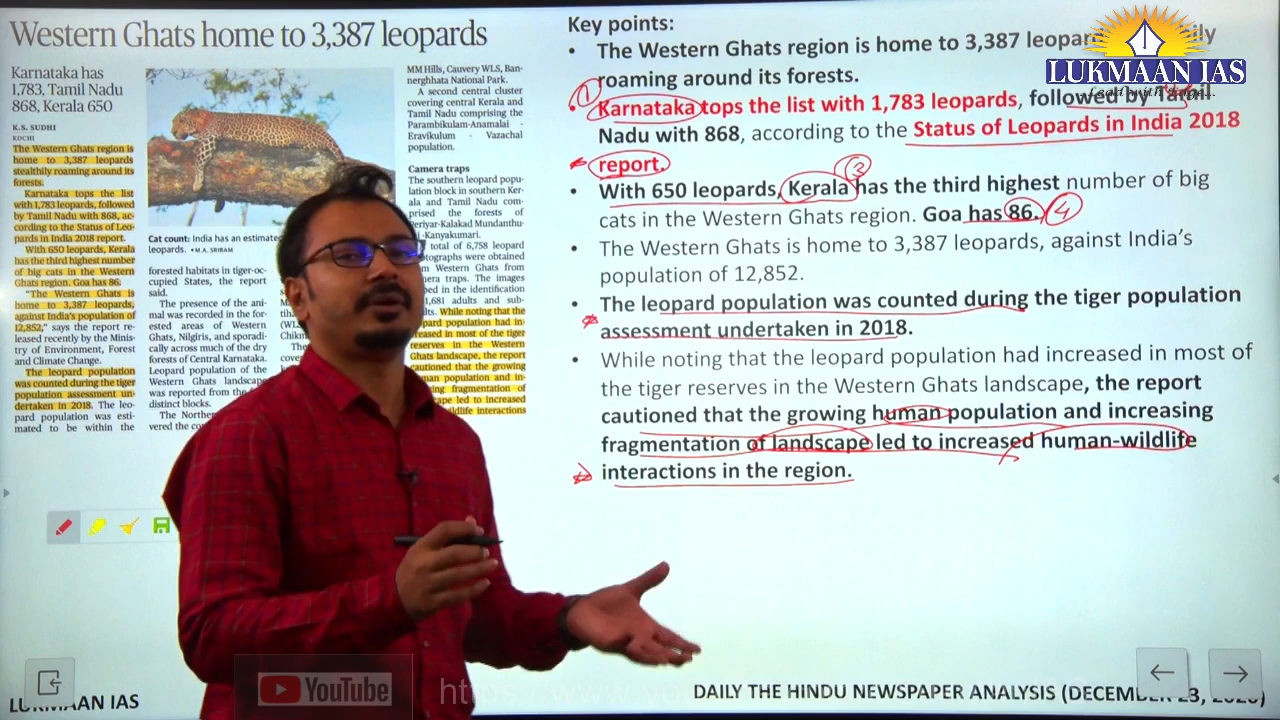 Western Ghats home to 3,387 leopards
Karnataka has
1,783, Tamil Nadu
868, Kerala 650
K.S. SUDHI
KOCHI
The Western Ghats region is
home to 3,387 leopards
stealthily roaming around its
forests.
Karnataka tops the list
with 1,783 leopards, followed
by Tamil Nadu with 868, ac-
cording to the Status of Leo-
pards in India 2018 report.
With 650 leopards, Kerala
has the third highest number
of big cats in the Western
Ghats region. Goa has 86.
"The Western Ghats is
home to 3,387 leopards,
against India's population of
12,852," says the report re-
leased recently by the Minis-
try of Environment, Forest
and Climate Change.
The leopard population
was counted during the tiger
population assessment un-
dertaken in 2018. The leo-
pard population was esti-
mated to be within the
Cat count: India has an estimated
leopards. • M.A. SRIRAM
forested habitats in tiger-oc-
cupied States, the report
said.
The presence of the ani-
mal was recorded in the for-
ested areas of Western
Ghats, Nilgiris, and sporadi-
cally across much of the dry
forests of Central Karnataka.
Leopard population of the
Western Ghats landscape
was reported from the
distinct blocks.
The Northe
vered the co
MM Hills, Cauvery WLS, Ban-
nerghhata National Park.
A second central cluster
covering central Kerala and
Tamil Nadu comprising the
Parambikulam-Anamalai -
Eravikulum - Vazachal
population.
Camera traps
The southern leopard popu-
lation block in southern Ker-
ala and Tamil Nadu com-
prised the forests of
Periyar-Kalakad Mundanthu-
Kanyakumari.
total of 6,758 leopard
photographs were obtained
Western Ghats from
camera traps. The images
in the identification
1,681 adults and sub-
While noting that the
population had in-
creased in most of the tiger
reserves in the Western
Ghats landscape, the report
cautioned that the growing
human population and in-
fragmentation of
led to increased
wildlife interactions
Key points:
• The Western Ghats region is home to 3,387
roaming around its forests.
① Karnataka tops the list with 1,783 leopards, followed by Tamil
Nadu with 868, according to the Status of Leopards in India 2018
report.
• With 650 leopards, Kerala ③ has the third highest number of big
cats in the Western Ghats region. Goa has 86. ④
• The Western Ghats is home to 3,387 leopards, against India's
population of 12,852.
• The leopard population was counted during the tiger population
assessment undertaken in 2018.
• While noting that the leopard population had increased in most of
the tiger reserves in the Western Ghats landscape, the report
cautioned that the growing human population and increasing
fragmentation of landscape led to increased human-wildlife
interactions in the region.
LUKMAAN IAS
YouTube
https://www.
LUKMAAN IAS
DAILY THE HINDU NEWSPAPER ANALYSIS (DECEMBER 23, 2020)